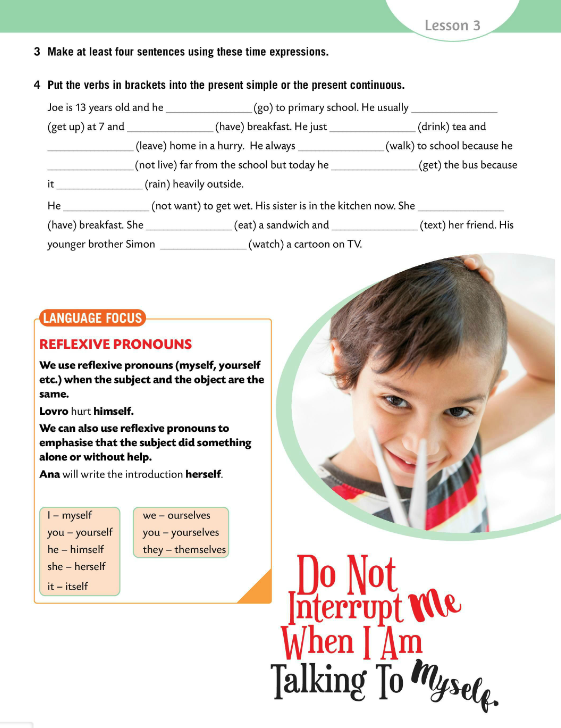 Lesson 3
3 Make at least four sentences using these time expressions.
4 Put the verbs in brackets into the present simple or the present continuous.
Joe is 13 years old and he _______________ (go) to primary school. He usually _______________
(get up) at 7 and _______________ (have) breakfast. He just _______________ (drink) tea and
_______________ (leave) home in a hurry. He always _______________ (walk) to school because he
_______________ (not live) far from the school but today he _______________ (get) the bus because
it _______________ (rain) heavily outside.
He _______________ (not want) to get wet. His sister is in the kitchen now. She _______________
(have) breakfast. She _______________ (eat) a sandwich and _______________ (text) her friend. His
younger brother Simon _______________ (watch) a cartoon on TV.
LANGUAGE FOCUS
REFLEXIVE PRONOUNS
We use reflexive pronouns (myself, yourself
etc.) when the subject and the object are the
same.
Lovro hurt himself.
We can also use reflexive pronouns to
emphasise that the subject did something
alone or without help.
Ana will write the introduction herself.
I – myself
you – yourself
he – himself
she – herself
it – itself
we – ourselves
you – yourselves
they – themselves
Do Not
Interrupt Me
When I Am
Talking To Myself.